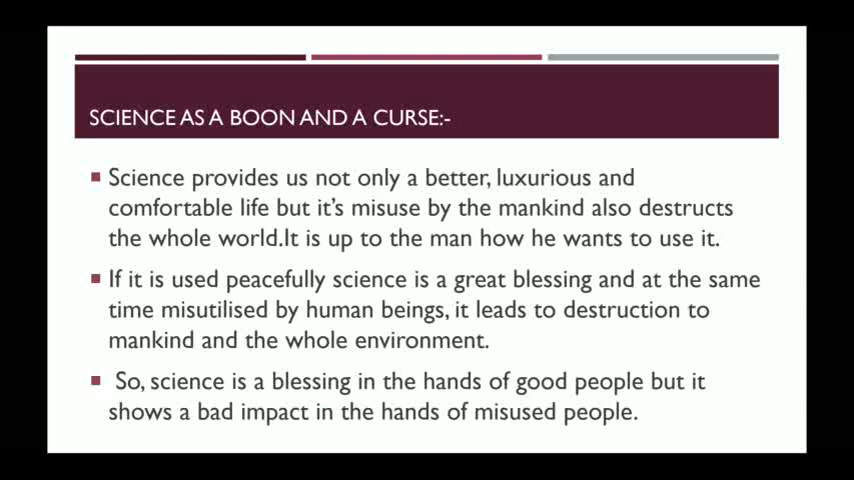 SCIENCE AS A BOON AND A CURSE:-
Science provides us not only a better, luxurious and
comfortable life but it's misuse by the mankind also destructs
the whole world.It is up to the man how he wants to use it.
If it is used peacefully science is a great blessing and at the same
time misutilised by human beings, it leads to destruction to
mankind and the whole environment.
So, science is a blessing in the hands of good people but it
shows a bad impact in the hands of misused people.